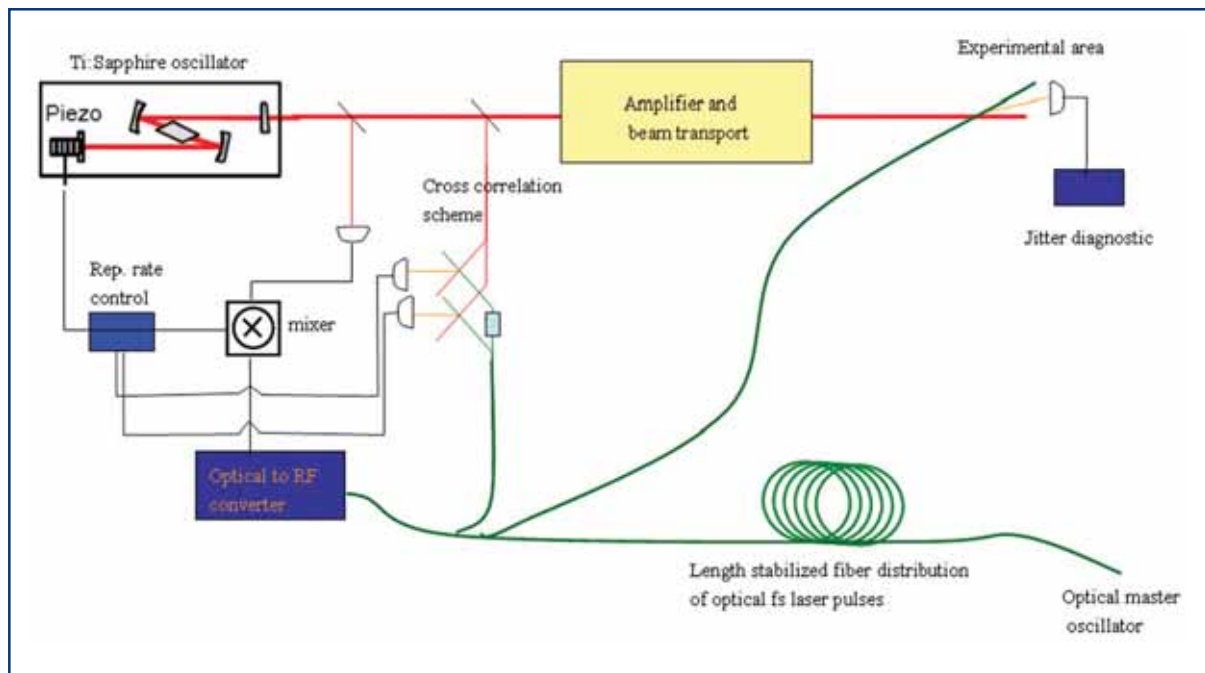 Experimental area
Ti:Sapphire oscillator
Piezo
Amplifier and
beam transport
Cross correlation
scheme
Jitter diagnostic
Rep. rate
control
mixer
Optical to RF
converter
Length stabilized fiber distribution
of optical fs laser pulses
Optical master
oscillator